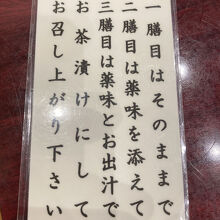 一膳目はそのままで
二膳目は薬味を添えて
三膳目は薬味とお出汁で
お茶漬けにして
お召し上がり下さい